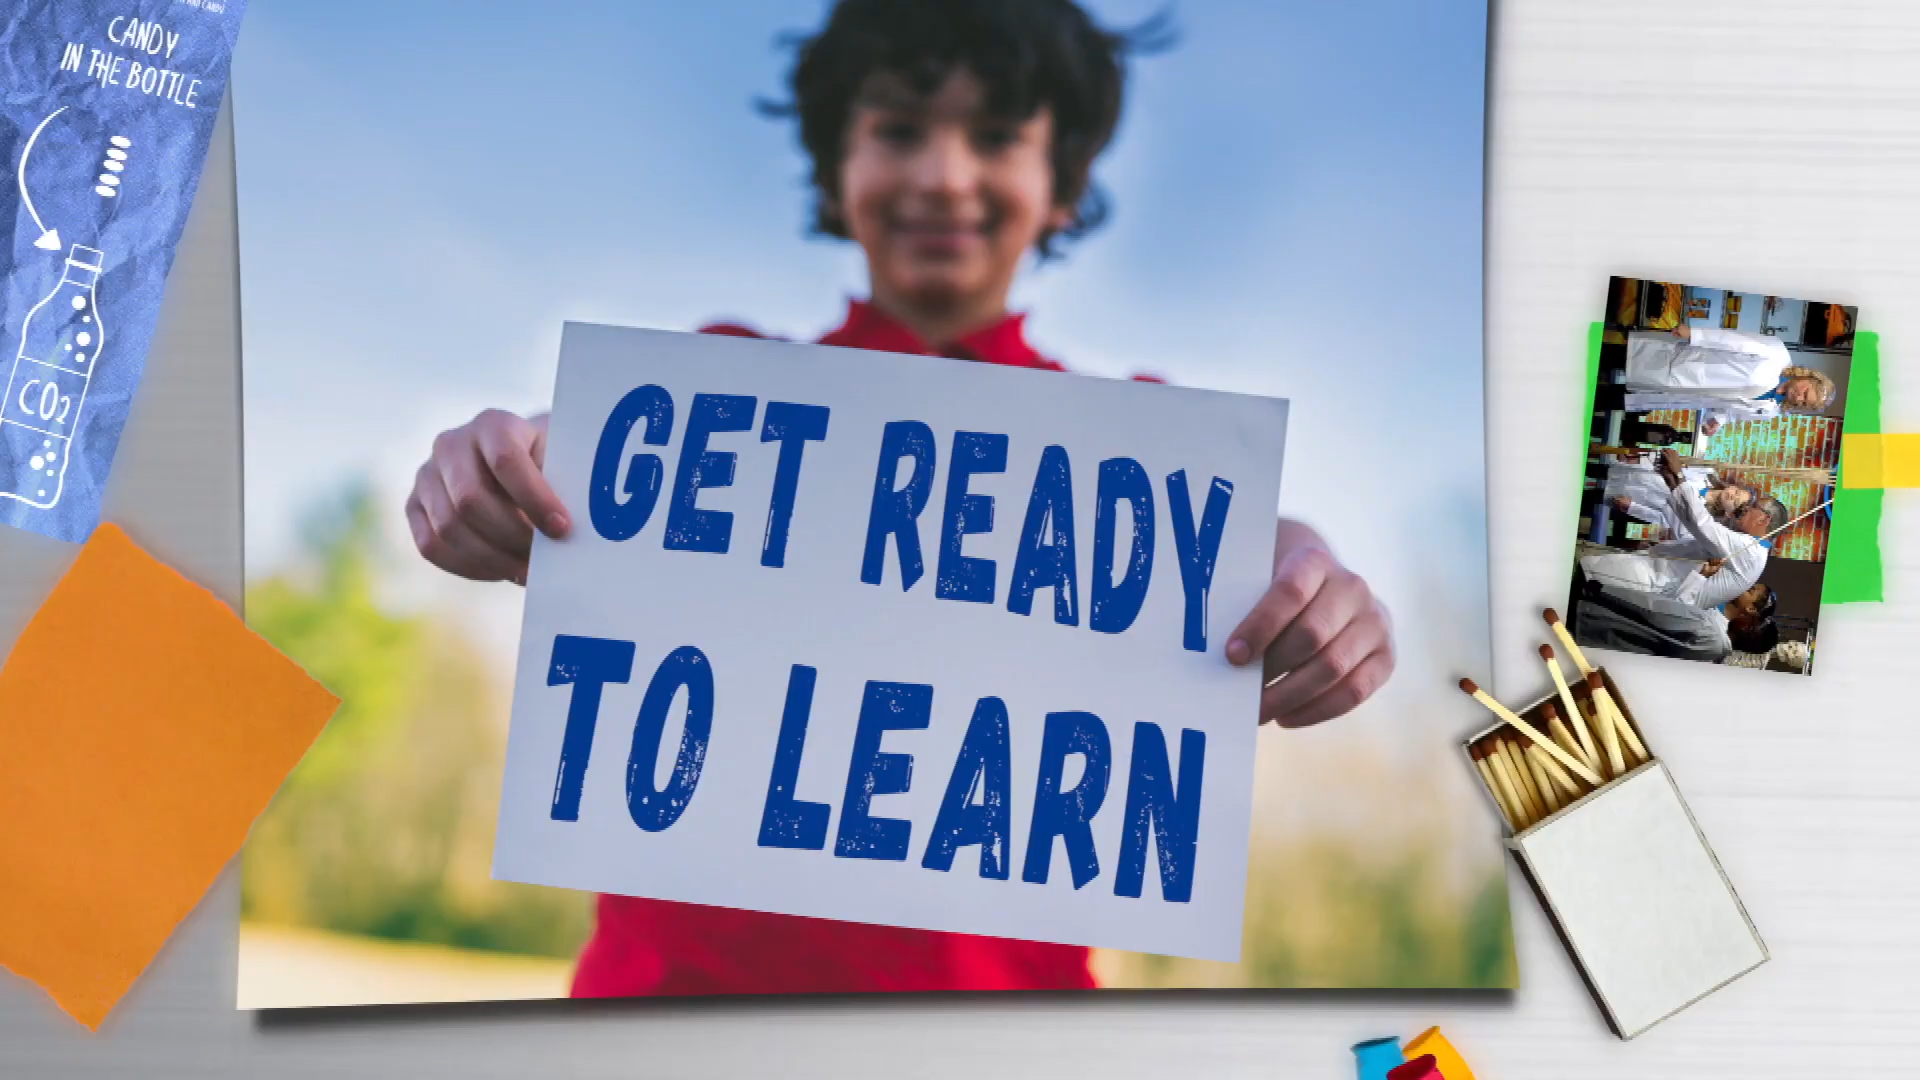 CANDY
IN THE BOTTLE
CO2
GET READY
TO LEARN